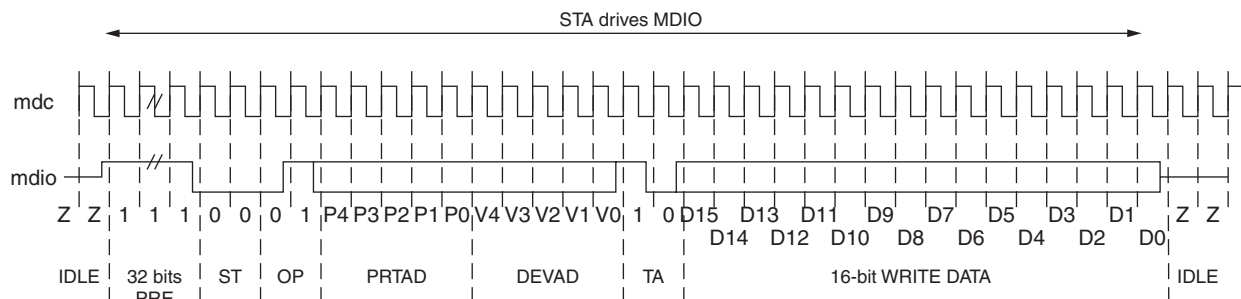 STA drives MDIO
mdc
mdio
Z Z 1 1 1 0 0 0 1 P4 P3 P2 P1 P0 V4 V3 V2 V1 V0 1 0 D15 D13 D11 D9 D7 D5 D3 D1 Z Z
D14 D12 D10 D8 D6 D4 D2 D0
IDLE 32 bits ST OP PRTAD DEVAD TA 16-bit WRITE DATA IDLE
PRE